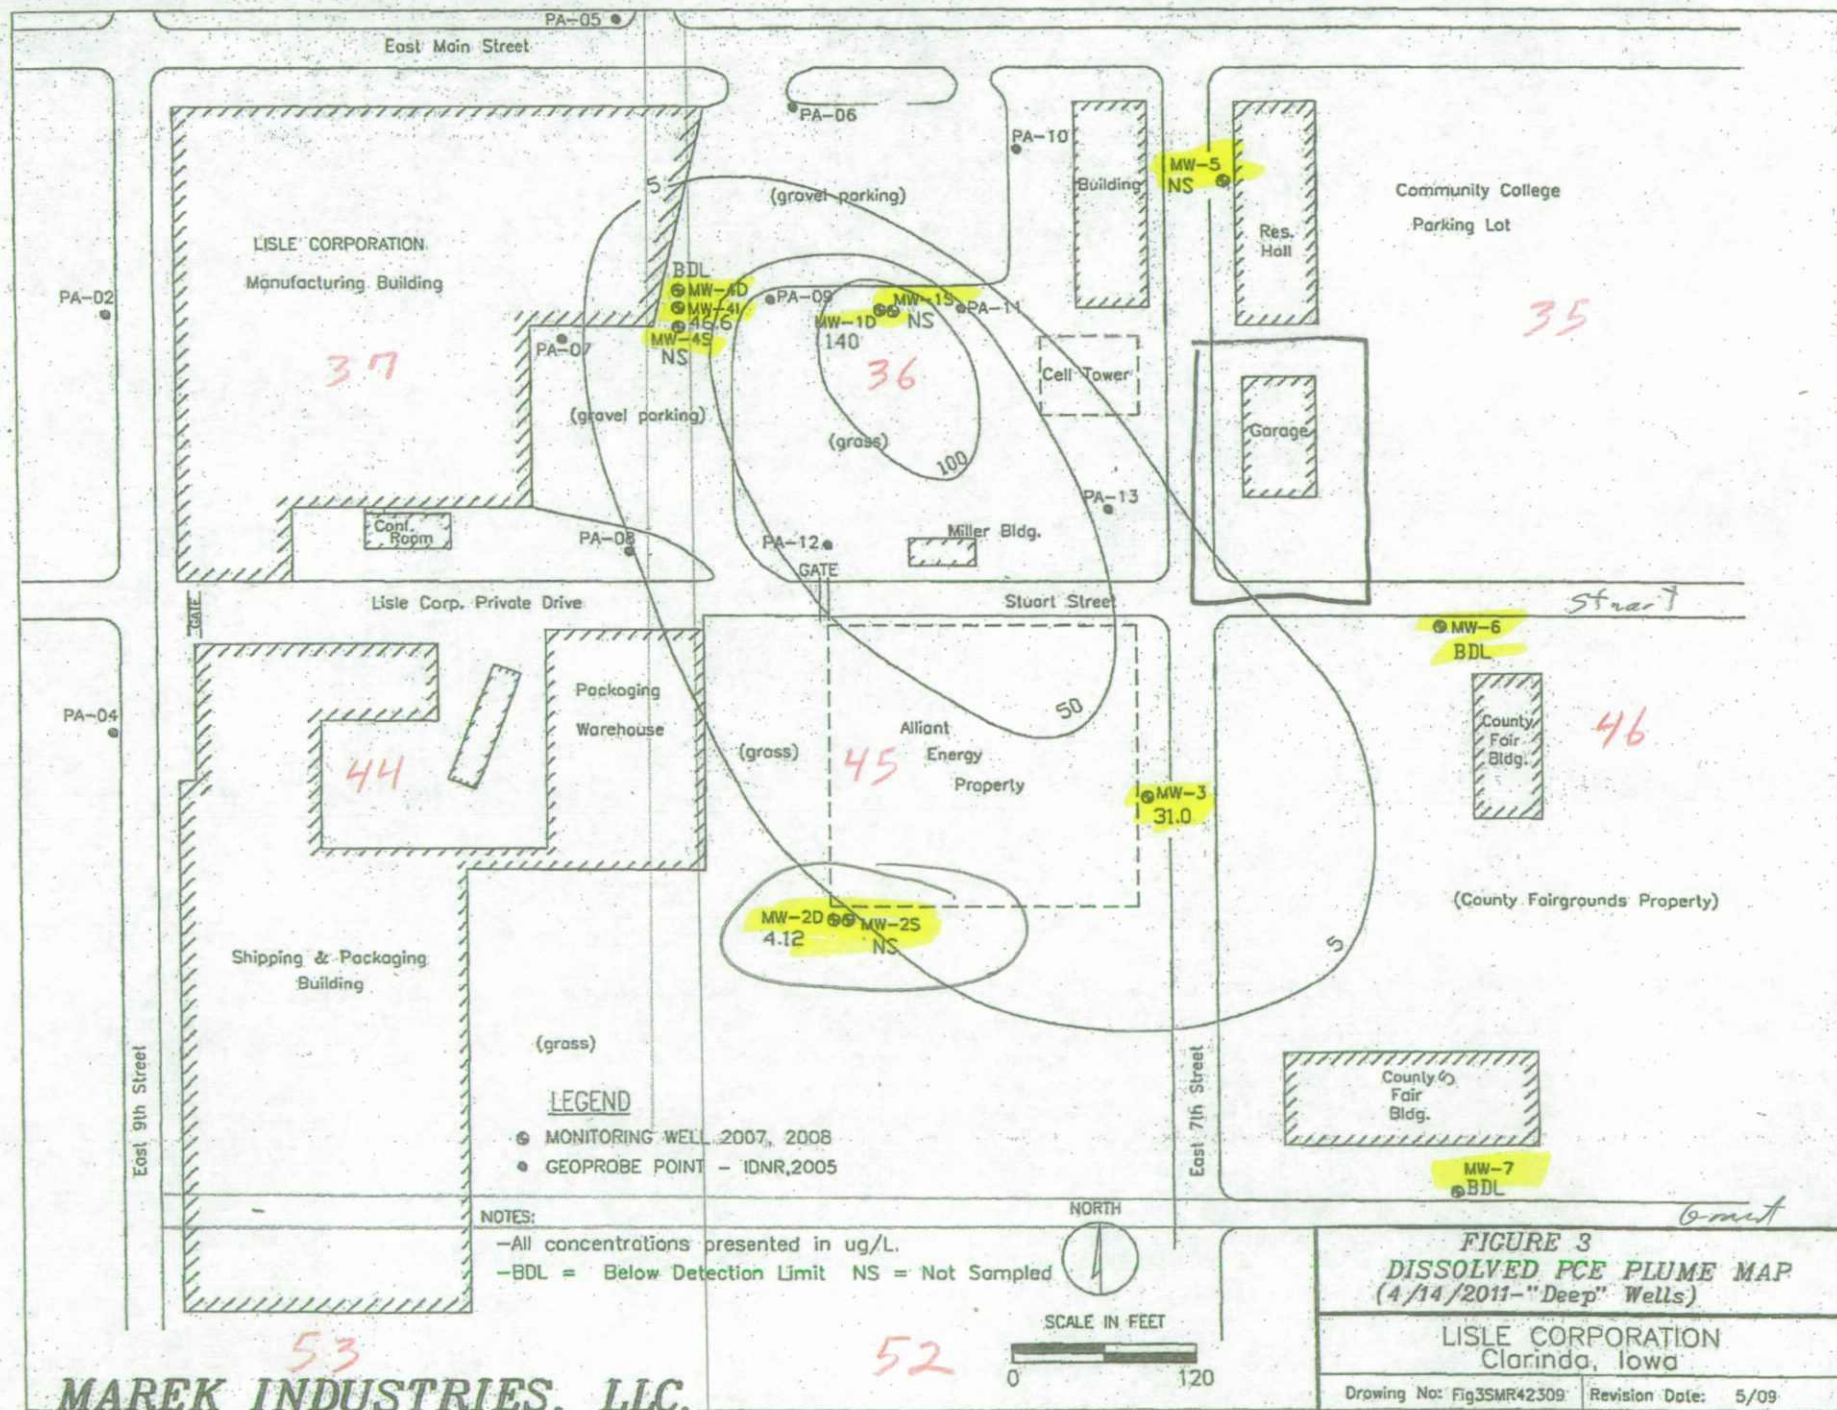 PA-05
East Main Street
PA-06
PA-10
Building
MW-5
NS
Res.
Hall
Community College
Parking Lot
35
5
(gravel parking)
LISLE CORPORATION
Manufacturing Building
PA-02
37
BDL
MW-4D
MW-4I
46.6
MW-4S
NS
PA-07
PA-09
MW-1S
NS
MW-1D
140
PA-11
36
Cell Tower
Garage
(gravel parking)
(grass)
100
PA-13
Conf.
Room
PA-08
PA-12
Miller Bldg.
GATE
GATE
Lisle Corp. Private Drive
Stuart Street
Stuart
MW-6
BDL
PA-04
Packaging
Warehouse
44
(grass)
45
Alliant
Energy
Property
50
County
Fair
Bldg.
46
MW-3
31.0
MW-2D
4.12
MW-2S
NS
5
(County Fairgrounds Property)
Shipping & Packaging
Building
(grass)
East 9th Street
East 7th Street
County
Fair
Bldg.
MW-7
BDL
LEGEND
MONITORING WELL 2007, 2008
GEOPROBE POINT - IDNR,2005
NOTES:
-All concentrations presented in ug/L.
-BDL = Below Detection Limit NS = Not Sampled
NORTH
SCALE IN FEET
0 120
53
52
MAREK INDUSTRIES, LLC.
FIGURE 3
DISSOLVED PCE PLUME MAP
(4/14/2011-"Deep" Wells)
LISLE CORPORATION
Clarinda, Iowa
Drawing No: Fig3SMR42309 Revision Date: 5/09